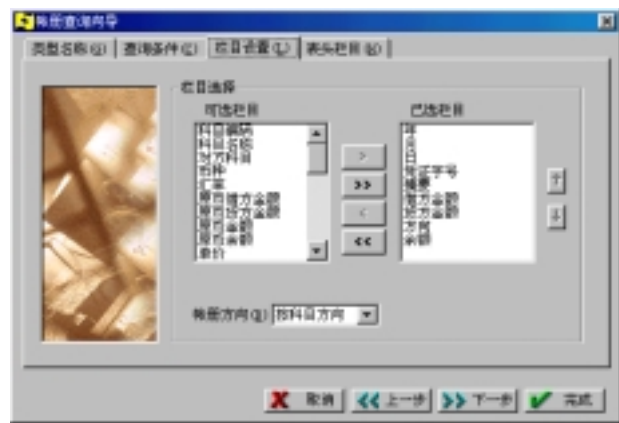 帐册查询向导
类型名称(G) 查询条件(C) 栏目设置(L) 表头栏目(K)
栏目选择
可选栏目 已选栏目
科目编码
科目名称
对方科目
币种
汇率
原币借方金额
原币贷方金额
原币金额
原币余额
单价
>
>>
<
<<
年
月
日
凭证字号
摘要
借方金额
贷方金额
方向
余额
帐册方向(Q) 按科目方向
取消 上一步 下一步 完成